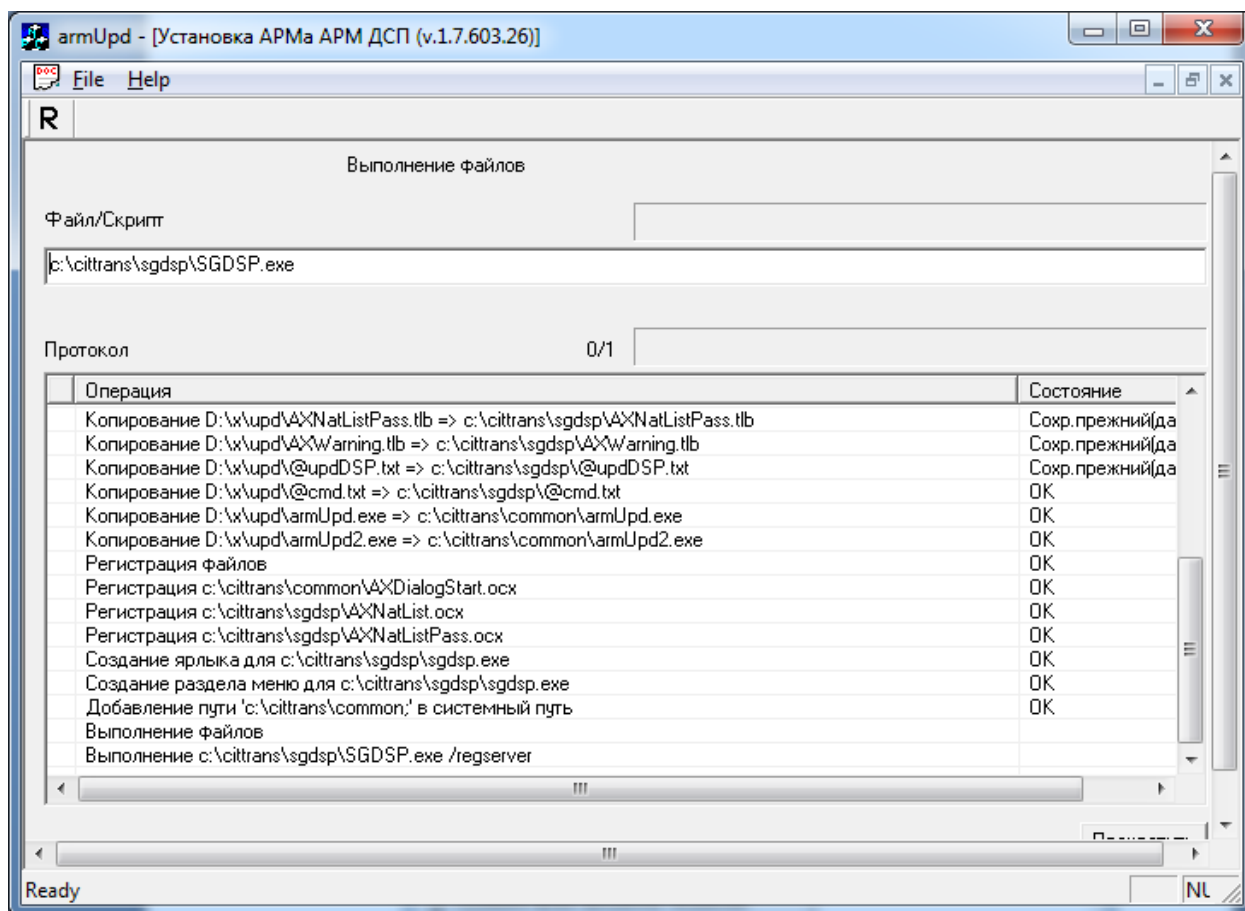 armUpd - [Установка АРМа АРМ ДСП (v.1.7.603.26)]
File Help
R
Выполнение файлов
Файл/Скрипт
c:\cittrans\sgdsp\SGDSP.exe
Протокол 0/1
Операция Состояние
Копирование D:\x\upd\AXNatListPass.tlb => c:\cittrans\sgdsp\AXNatListPass.tlb Сохр.прежний(да
Копирование D:\x\upd\AXWarning.tlb => c:\cittrans\sgdsp\AXWarning.tlb Сохр.прежний(да
Копирование D:\x\upd\@updDSP.txt => c:\cittrans\sgdsp\@updDSP.txt Сохр.прежний(да
Копирование D:\x\upd\@cmd.txt => c:\cittrans\sgdsp\@cmd.txt OK
Копирование D:\x\upd\armUpd.exe => c:\cittrans\common\armUpd.exe OK
Копирование D:\x\upd\armUpd2.exe => c:\cittrans\common\armUpd2.exe OK
Регистрация файлов OK
Регистрация c:\cittrans\common\AXDialogStart.ocx OK
Регистрация c:\cittrans\sgdsp\AXNatList.ocx OK
Регистрация c:\cittrans\sgdsp\AXNatListPass.ocx OK
Создание ярлыка для c:\cittrans\sgdsp\sgdsp.exe OK
Создание раздела меню для c:\cittrans\sgdsp\sgdsp.exe OK
Добавление пути 'c:\cittrans\common;' в системный путь OK
Выполнение файлов
Выполнение c:\cittrans\sgdsp\SGDSP.exe /regserver
Ready